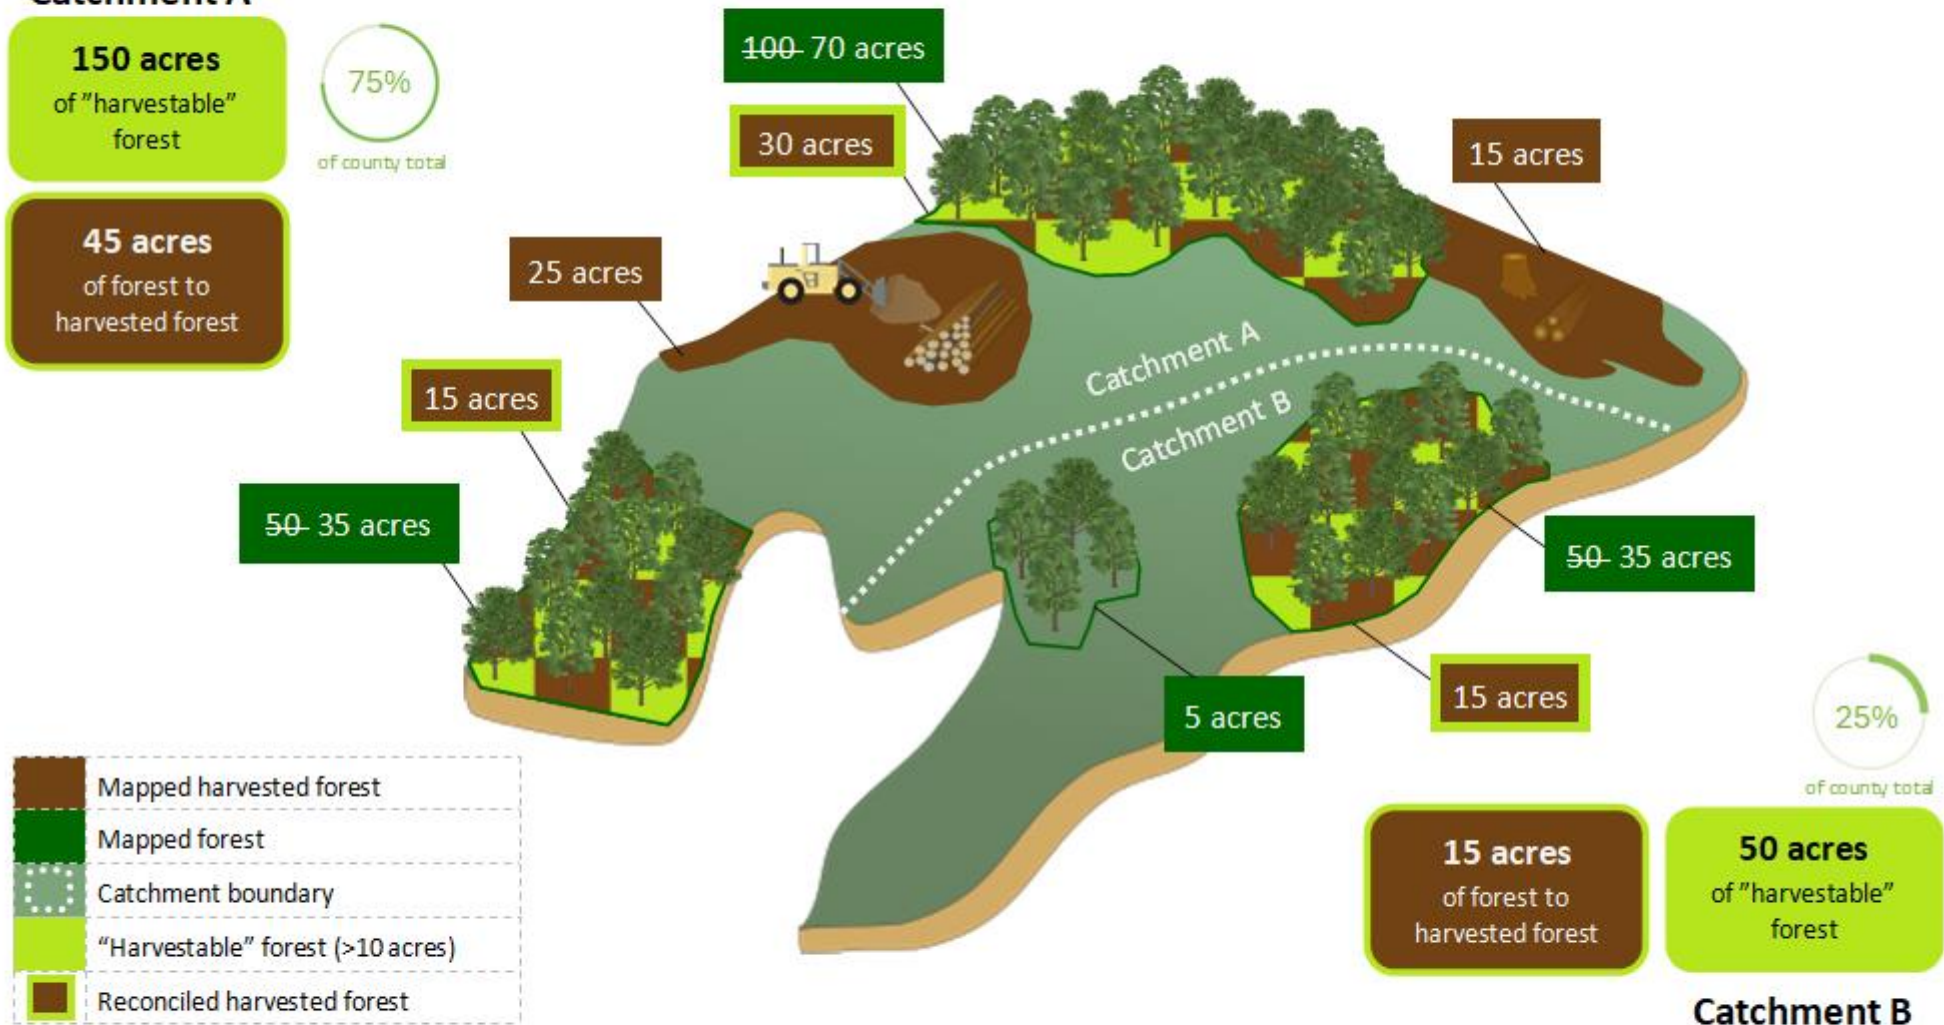 Catchment A
150 acres
of "harvestable"
forest
75%
of county total
45 acres
of forest to
harvested forest
100 70 acres
30 acres
15 acres
25 acres
15 acres
50 35 acres
Catchment A
Catchment B
50 35 acres
15 acres
5 acres
25%
of county total
15 acres
of forest to
harvested forest
50 acres
of "harvestable"
forest
Catchment B
Mapped harvested forest
Mapped forest
Catchment boundary
"Harvestable" forest (>10 acres)
Reconciled harvested forest